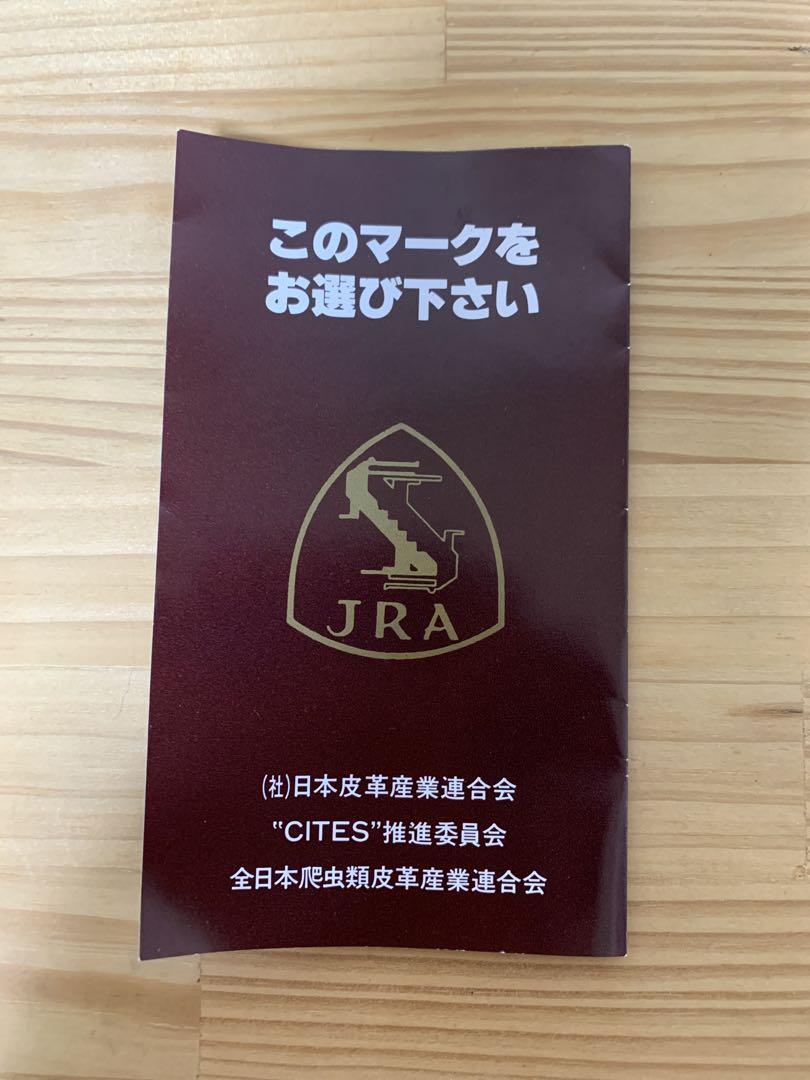 このマークを
お選び下さい
JRA
(社)日本皮革産業連合会
“CITES”推進委員会
全日本爬虫類皮革産業連合会